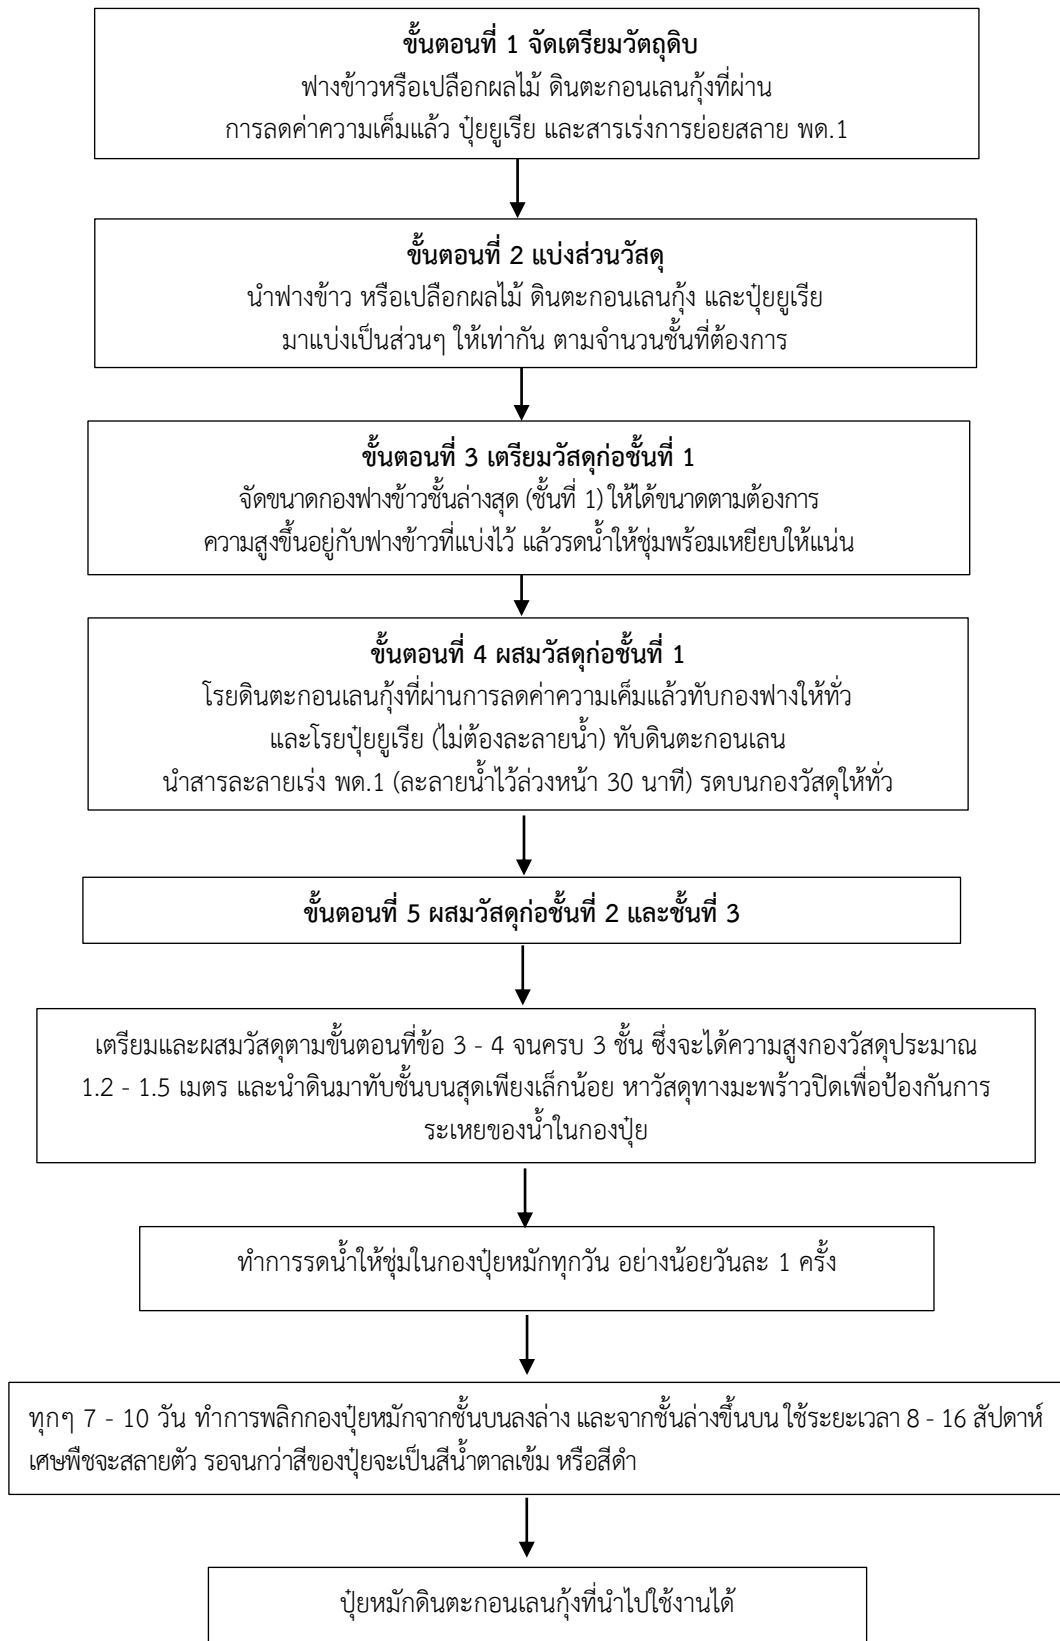 ขั้นตอนที่ 1 จัดเตรียมวัตถุดิบ
ฟางข้าวหรือเปลือกผลไม้ ดินตะกอนเลนกุ้งที่ผ่าน
การลดค่าความเค็มแล้ว ปุ๋ยยูเรีย และสารเร่งการย่อยสลาย พด.1
ขั้นตอนที่ 2 แบ่งส่วนวัสดุ
นำฟางข้าว หรือเปลือกผลไม้ ดินตะกอนเลนกุ้ง และปุ๋ยยูเรีย
มาแบ่งเป็นส่วนๆ ให้เท่ากัน ตามจำนวนชั้นที่ต้องการ
ขั้นตอนที่ 3 เตรียมวัสดุก่อชั้นที่ 1
จัดขนาดกองฟางข้าวชั้นล่างสุด (ชั้นที่ 1) ให้ได้ขนาดตามต้องการ
ความสูงขึ้นอยู่กับฟางข้าวที่แบ่งไว้ แล้วรดน้ำให้ชุ่มพร้อมเหยียบให้แน่น
ขั้นตอนที่ 4 ผสมวัสดุก่อชั้นที่ 1
โรยดินตะกอนเลนกุ้งที่ผ่านการลดค่าความเค็มแล้วทับกองฟางให้ทั่ว
และโรยปุ๋ยยูเรีย (ไม่ต้องละลายน้ำ) ทับดินตะกอนเลน
นำสารละลายเร่ง พด.1 (ละลายน้ำไว้ล่วงหน้า 30 นาที) รดบนกองวัสดุให้ทั่ว
ขั้นตอนที่ 5 ผสมวัสดุก่อชั้นที่ 2 และชั้นที่ 3
เตรียมและผสมวัสดุตามขั้นตอนที่ข้อ 3 - 4 จนครบ 3 ชั้น ซึ่งจะได้ความสูงกองวัสดุประมาณ
1.2 - 1.5 เมตร และนำดินมาทับชั้นบนสุดเพียงเล็กน้อย หาวัสดุทางมะพร้าวปิดเพื่อป้องกันการ
ระเหยของน้ำในกองปุ๋ย
ทำการรดน้ำให้ชุ่มในกองปุ๋ยหมักทุกวัน อย่างน้อยวันละ 1 ครั้ง
ทุกๆ 7 - 10 วัน ทำการพลิกกองปุ๋ยหมักจากชั้นบนลงล่าง และจากชั้นล่างขึ้นบน ใช้ระยะเวลา 8 - 16 สัปดาห์
เศษพืชจะสลายตัว รอจนกว่าสีของปุ๋ยจะเป็นสีน้ำตาลเข้ม หรือสีดำ
ปุ๋ยหมักดินตะกอนเลนกุ้งที่นำไปใช้งานได้